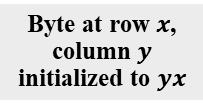 Byte at row x,
column y
initialized to yx